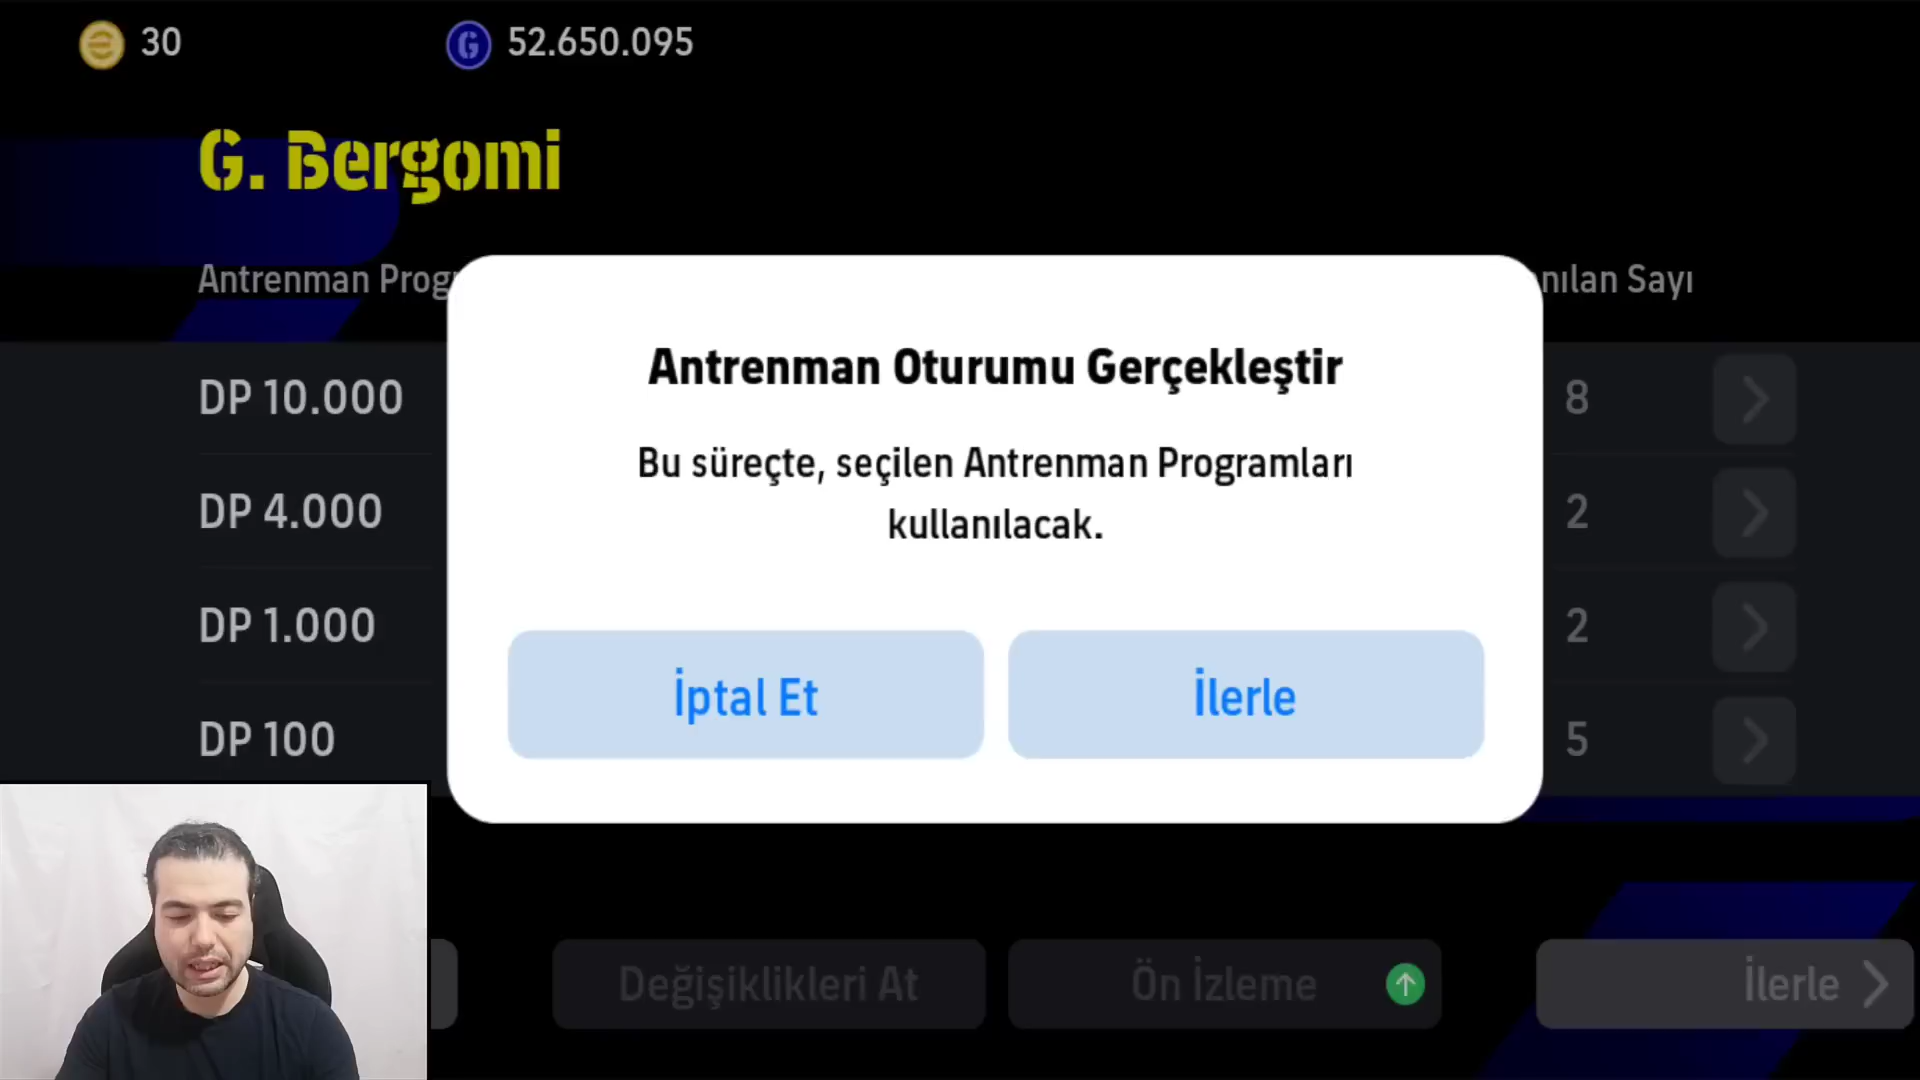 30
52.650.095
G. Bergomi
Antrenman Prog
nılan Sayı
Antrenman Oturumu Gerçekleştir
Bu süreçte, seçilen Antrenman Programları
kullanılacak.
İptal Et
İlerle
DP 10.000
8
DP 4.000
2
DP 1.000
2
DP 100
5
Değişiklikleri At
Ön İzleme
İlerle